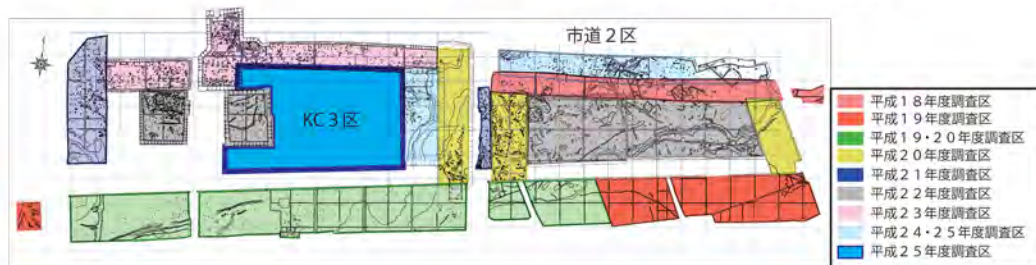 市道2区
KC3区
平成18年度調査区
平成19年度調査区
平成19・20年度調査区
平成20年度調査区
平成21年度調査区
平成22年度調査区
平成23年度調査区
平成24・25年度調査区
平成25年度調査区